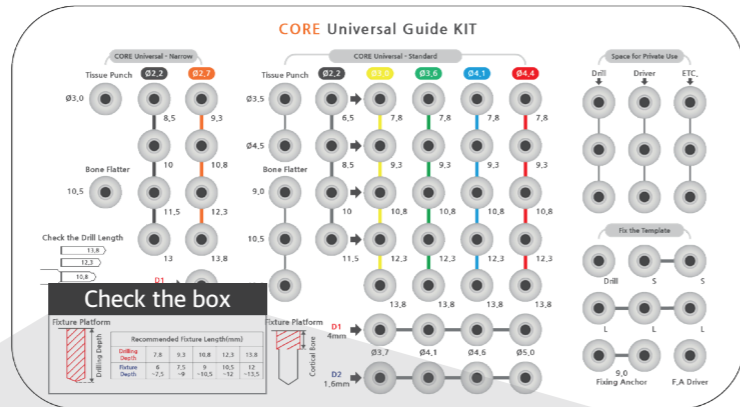 CORE Universal Guide KIT
CORE Universal - Narrow
CORE Universal - Standard
Space for Private Use
Tissue Punch Ø2,2 Ø2,7
Tissue Punch Ø2,2 Ø3,0 Ø3,6 Ø4,1 Ø4,4
Drill Driver ETC,
Ø3,0
Ø3,5
8,5 9,3
6,5 7,8 7,8 7,8 7,8
Ø4,5
10 10,8
8,5 9,3 9,3 9,3 9,3
Bone Flatter
Bone Flatter
10,5
9,0
11,5 12,3
10 10,8 10,8 10,8 10,8
Fix the Template
10,5
13 13,8
11,5 12,3 12,3 12,3 12,3
Check the Drill Length
13,8
12,3
10,8
D1
13,8 13,8 13,8 13,8
Drill S S
L L L
9,0
Fixing Anchor F,A Driver
Check the box
Fixture Platform
Drilling Depth
Recommended Fixture Length(mm)
Drilling Depth 7,8 9,3 10,8 12,3 13,8
Fixture Depth 6 ~7,5 7,5 ~9 9 ~10,5 10,5 ~12 12 ~13,5
Fixture Platform
Cortical Bone
D1
4mm
Ø3,7 Ø4,1 Ø4,6 Ø5,0
D2
1,6mm